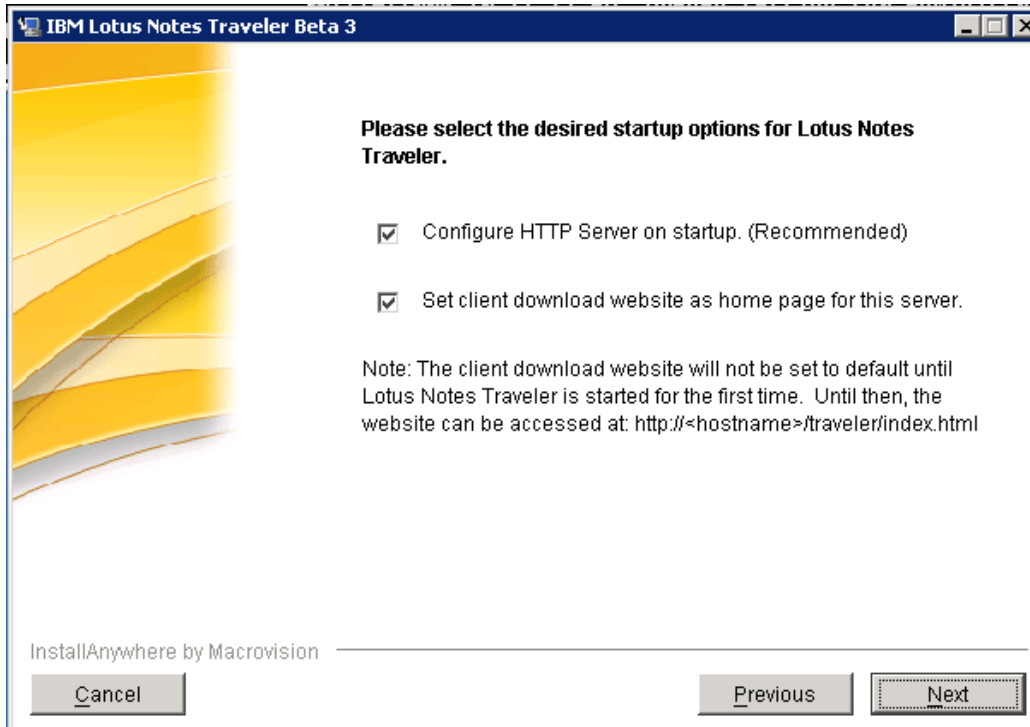 IBM Lotus Notes Traveler Beta 3
Please select the desired startup options for Lotus Notes
Traveler.
Configure HTTP Server on startup. (Recommended)
Set client download website as home page for this server.
Note: The client download website will not be set to default until
Lotus Notes Traveler is started for the first time.  Until then, the
website can be accessed at: http://<hostname>/traveler/index.html
InstallAnywhere by Macrovision
Cancel
Previous
Next